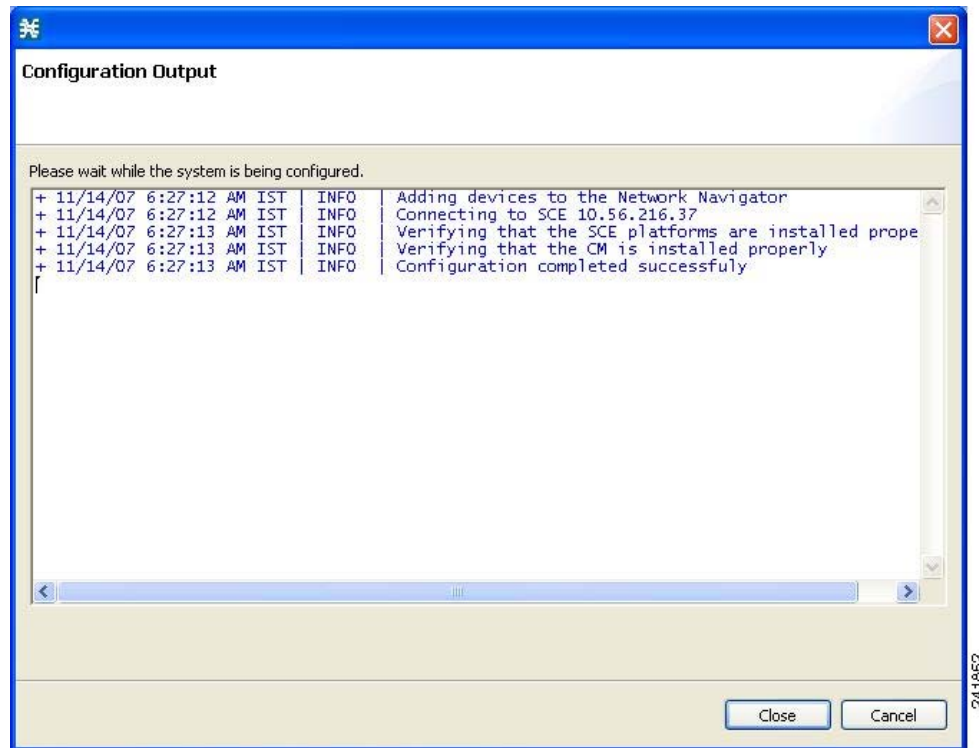 Configuration Output
Please wait while the system is being configured.
+ 11/14/07 6:27:12 AM IST | INFO | Adding devices to the Network Navigator
+ 11/14/07 6:27:12 AM IST | INFO | Connecting to SCE 10.56.216.37
+ 11/14/07 6:27:13 AM IST | INFO | Verifying that the SCE platforms are installed prope
+ 11/14/07 6:27:13 AM IST | INFO | Verifying that the CM is installed properly
+ 11/14/07 6:27:13 AM IST | INFO | Configuration completed successfuly
Close Cancel